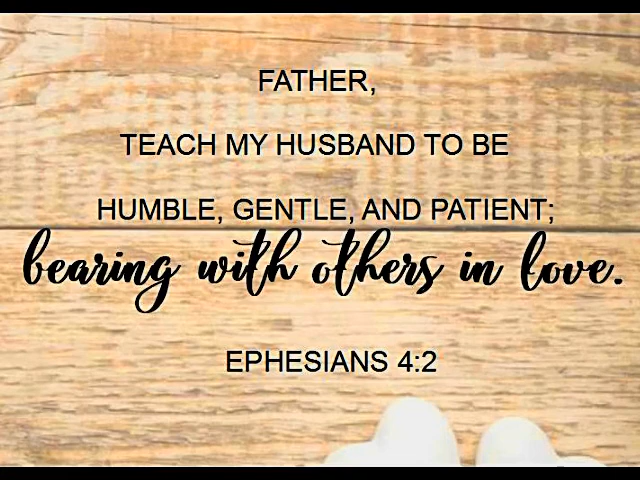 FATHER,
TEACH MY HUSBAND TO BE
HUMBLE, GENTLE, AND PATIENT;
bearing with others in love.
EPHESIANS 4:2